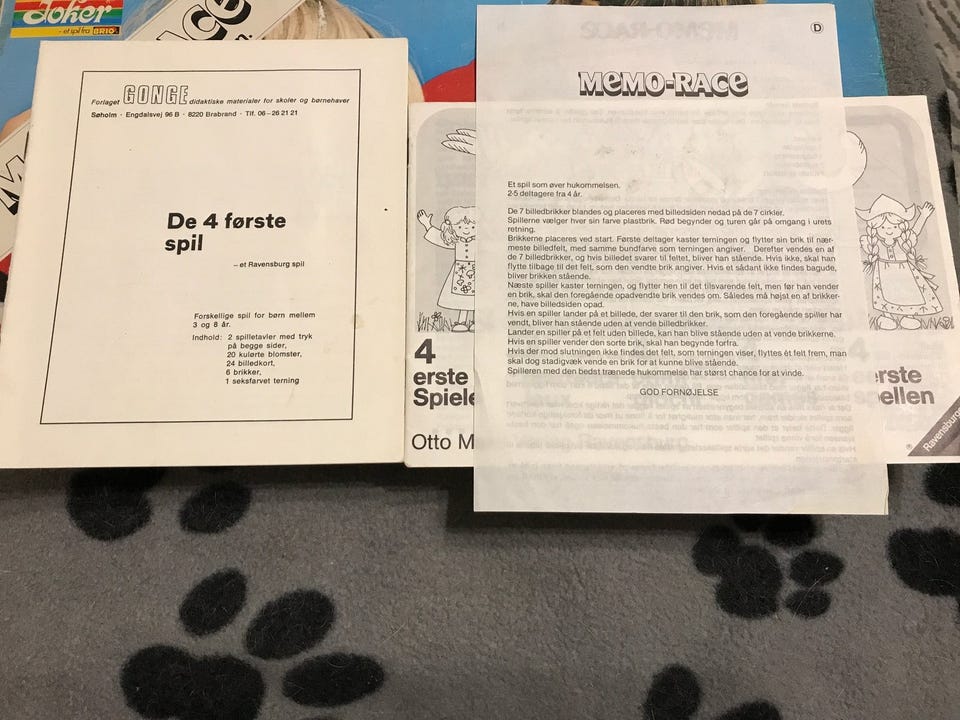 Joker
- et spil fra BRIO
Forlaget GONGE didaktiske materialer for skoler og børnehaver
Søholm · Engdalsvej 96 B · 8220 Brabrand · Tlf. 06-26 21 21
De 4 første
spil
– et Ravensburg spil
Forskellige spil for børn mellem
3 og 8 år.
Indhold: 2 spilletavler med tryk
på begge sider,
20 kulørte blomster,
24 billedkort,
6 brikker,
1 seksfarvet terning
4
erste
Spiele
Otto M
D
MEMO-RACE
Et spil som øver hukommelsen.
2-5 deltagere fra 4 år.
De 7 billedbrikker blandes og placeres med billedsiden nedad på de 7 cirkler.
Spillerne vælger hver sin farve plastbrik. Rød begynder og turen går på omgang i urets
retning.
Brikkerne placeres ved start. Første deltager kaster terningen og flytter sin brik til nær-
meste billedfelt, med samme bundfarve som terningen angiver. Derefter vendes en af
de 7 billedbrikker, og hvis billedet svarer til feltet, bliver han stående. Hvis ikke, skal han
flytte tilbage til det felt, som den vendte brik angiver. Hvis et sådant ikke findes bagude,
bliver brikken stående.
Næste spiller kaster terningen, og flytter hen til det tilsvarende felt, men før han vender
en brik, skal den foregående opadvendte brik vendes om. Således må højst en af brikker-
ne, have billedsiden opad.
Hvis en spiller lander på et billede, der svarer til den brik, som den foregående spiller har
vendt, bliver han stående uden at vende billedbrikker.
Lander en spiller på et felt uden billede, kan han blive stående uden at vende brikkerne.
Hvis en spiller vender den sorte brik, skal han begynde forfra.
Hvis der mod slutningen ikke findes det felt, som terningen viser, flyttes ét felt frem, man
skal dog stadigvæk vende en brik for at kunne blive stående.
Spilleren med den bedst trænede hukommelse har størst chance for at vinde.
GOD FORNØJELSE
erste
ellen
Ravensburg